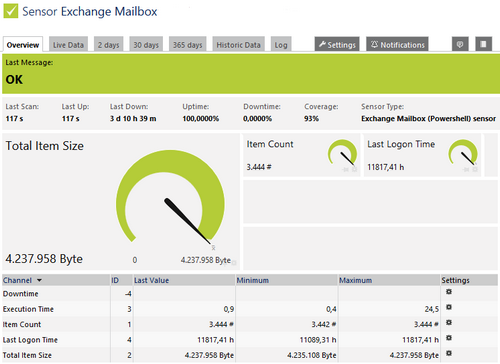 Sensor Exchange Mailbox
Overview Live Data 2 days 30 days 365 days Historic Data Log Settings Notifications
Last Message:
OK
Last Scan: Last Up: Last Down: Uptime: Downtime: Coverage: Sensor Type:
117 s 117 s 3 d 10 h 39 m 100,0000% 0,0000% 93% Exchange Mailbox (Powershell) sensor
Total Item Size
Item Count Last Logon Time
3.444 # 11817,41 h
4.237.958 Byte 0 4.237.958 Byte
Channel ID Last Value Minimum Maximum Settings
Downtime -4
Execution Time 3 0,9 0,4 24,5
Item Count 1 3.444 # 3.442 # 3.444 #
Last Logon Time 4 11817,41 h 11089,31 h 11817,41 h
Total Item Size 2 4.237.958 Byte 4.235.108 Byte 4.237.958 Byte